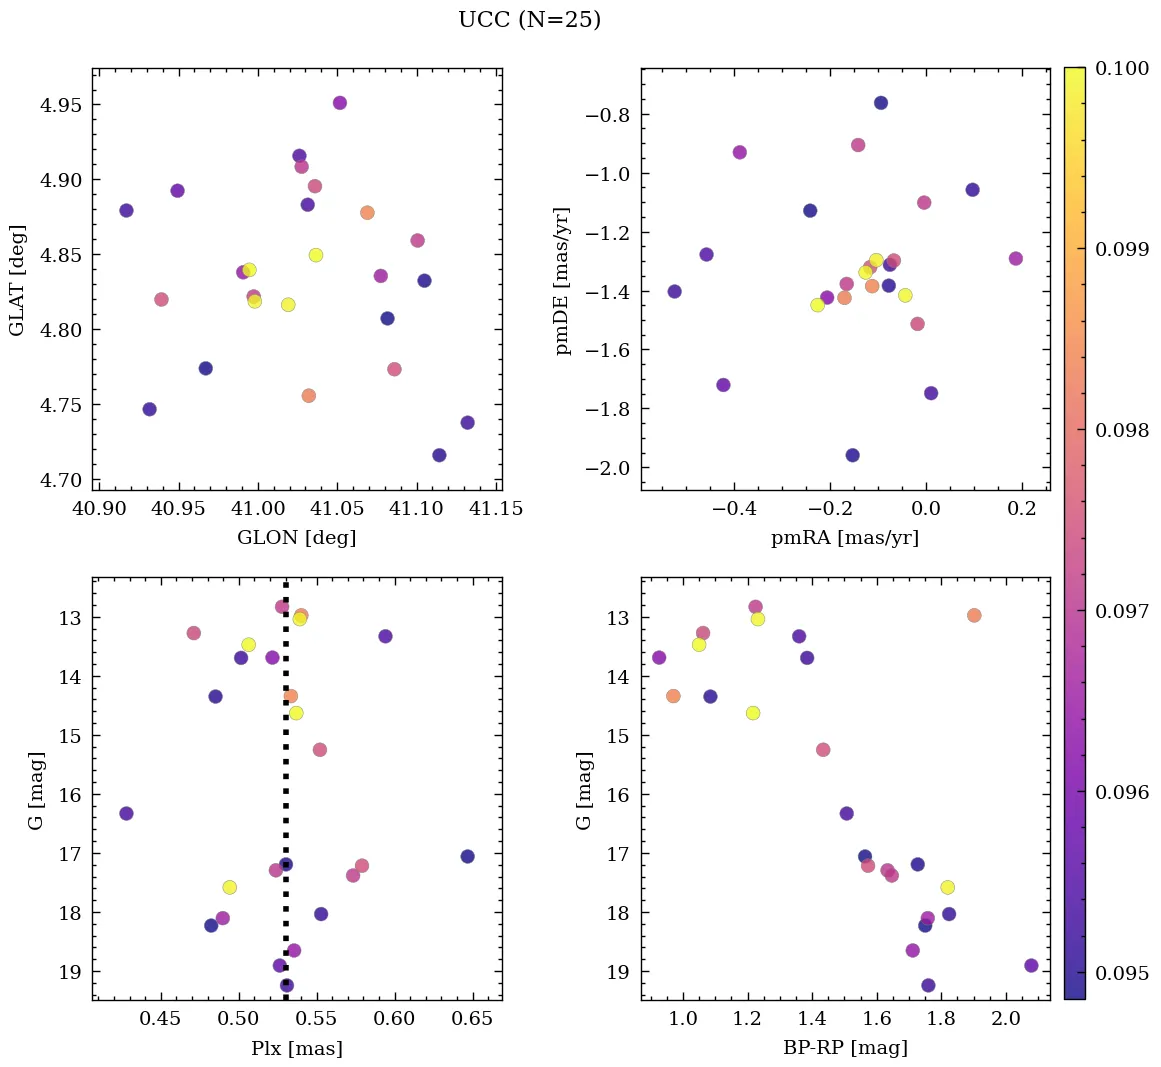 UCC (N=25)
4.95
4.90
4.85
4.80
4.75
4.70
GLAT [deg]
40.90 40.95 41.00 41.05 41.10 41.15
GLON [deg]
−0.8
−1.0
−1.2
−1.4
−1.6
−1.8
−2.0
pmDE [mas/yr]
−0.4 −0.2 0.0 0.2
pmRA [mas/yr]
13
14
15
16
17
18
19
G [mag]
0.45 0.50 0.55 0.60 0.65
Plx [mas]
13
14
15
16
17
18
19
G [mag]
1.0 1.2 1.4 1.6 1.8 2.0
BP-RP [mag]
0.100
0.099
0.098
0.097
0.096
0.095